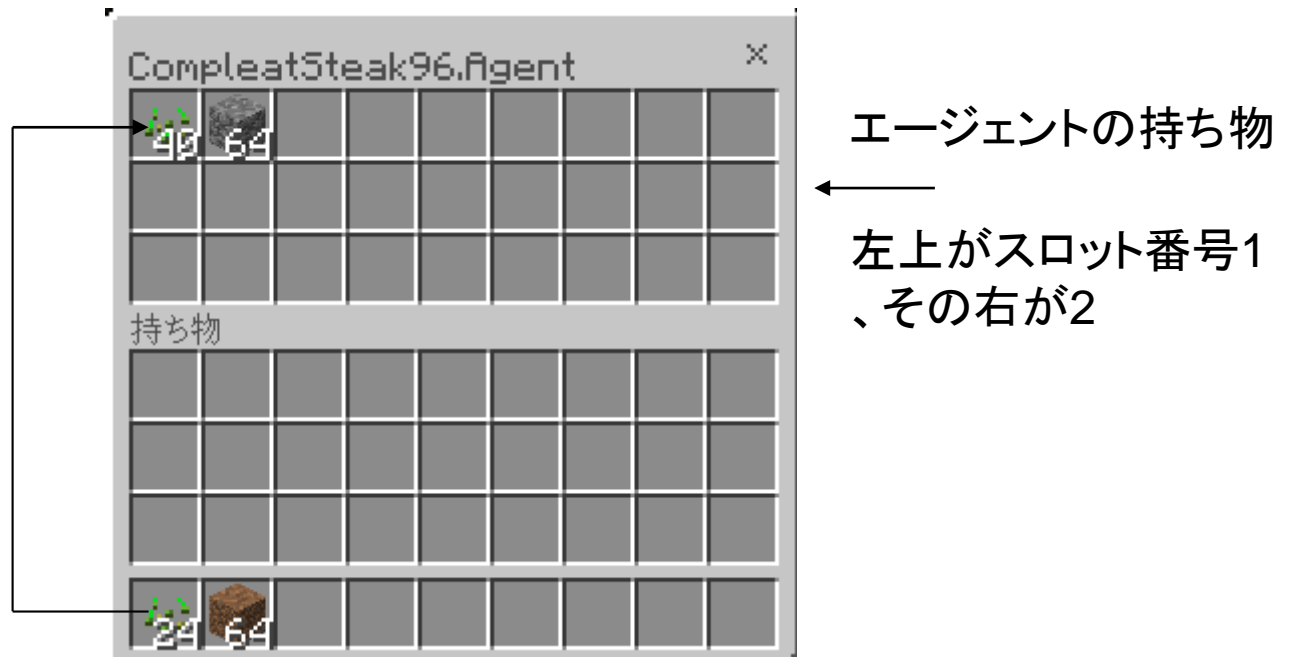 CompleatSteak96.Agent
×
40 64
持ち物
24 64
エージェントの持ち物
左上がスロット番号1
、その右が2